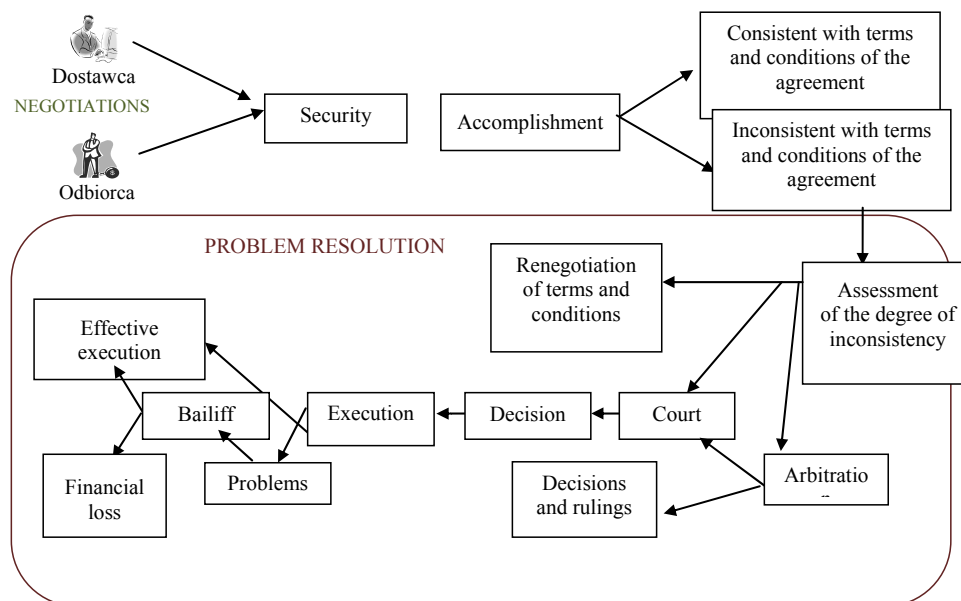 Dostawca
NEGOTIATIONS
Odbiorca
Security
Accomplishment
Consistent with terms
and conditions of the
agreement
Inconsistent with terms
and conditions of the
agreement
PROBLEM RESOLUTION
Renegotiation
of terms and
conditions
Assessment
of the degree of
inconsistency
Effective
execution
Bailiff
Execution
Decision
Court
Financial
loss
Problems
Decisions
and rulings
Arbitratio
n